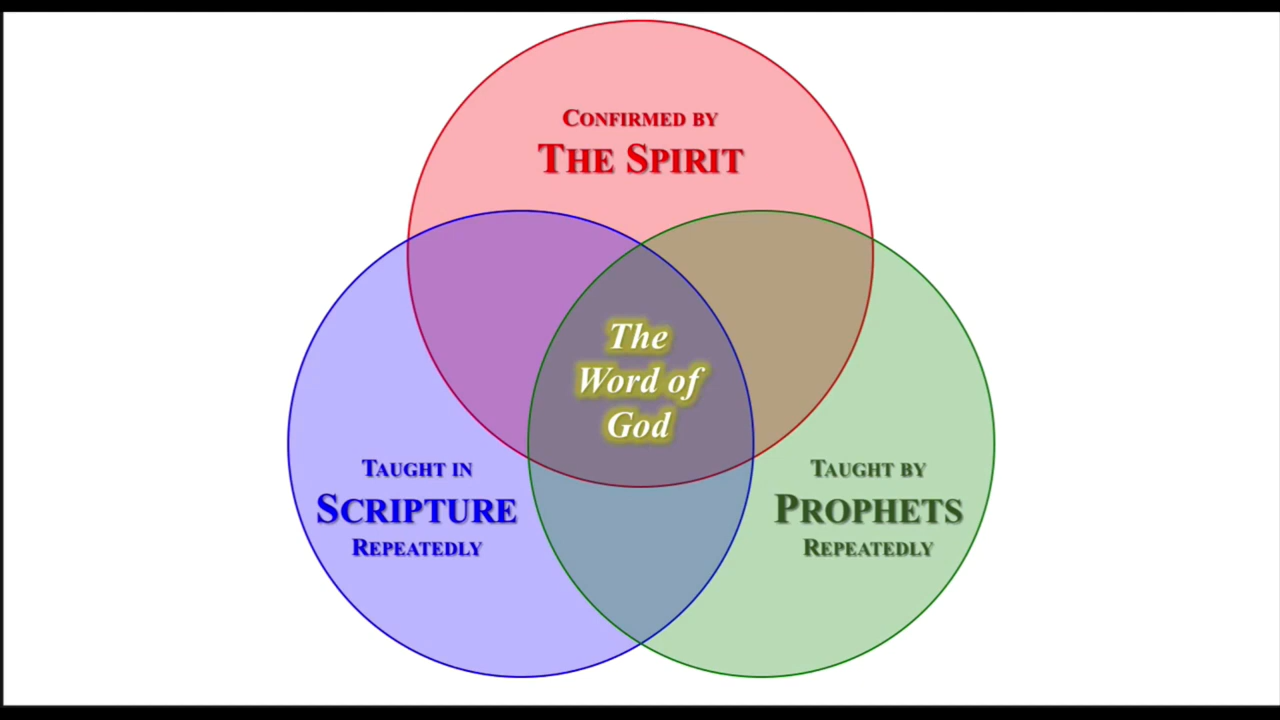 Confirmed by
The Spirit
The
Word of
God
Taught in
Scripture
Repeatedly
Taught by
Prophets
Repeatedly